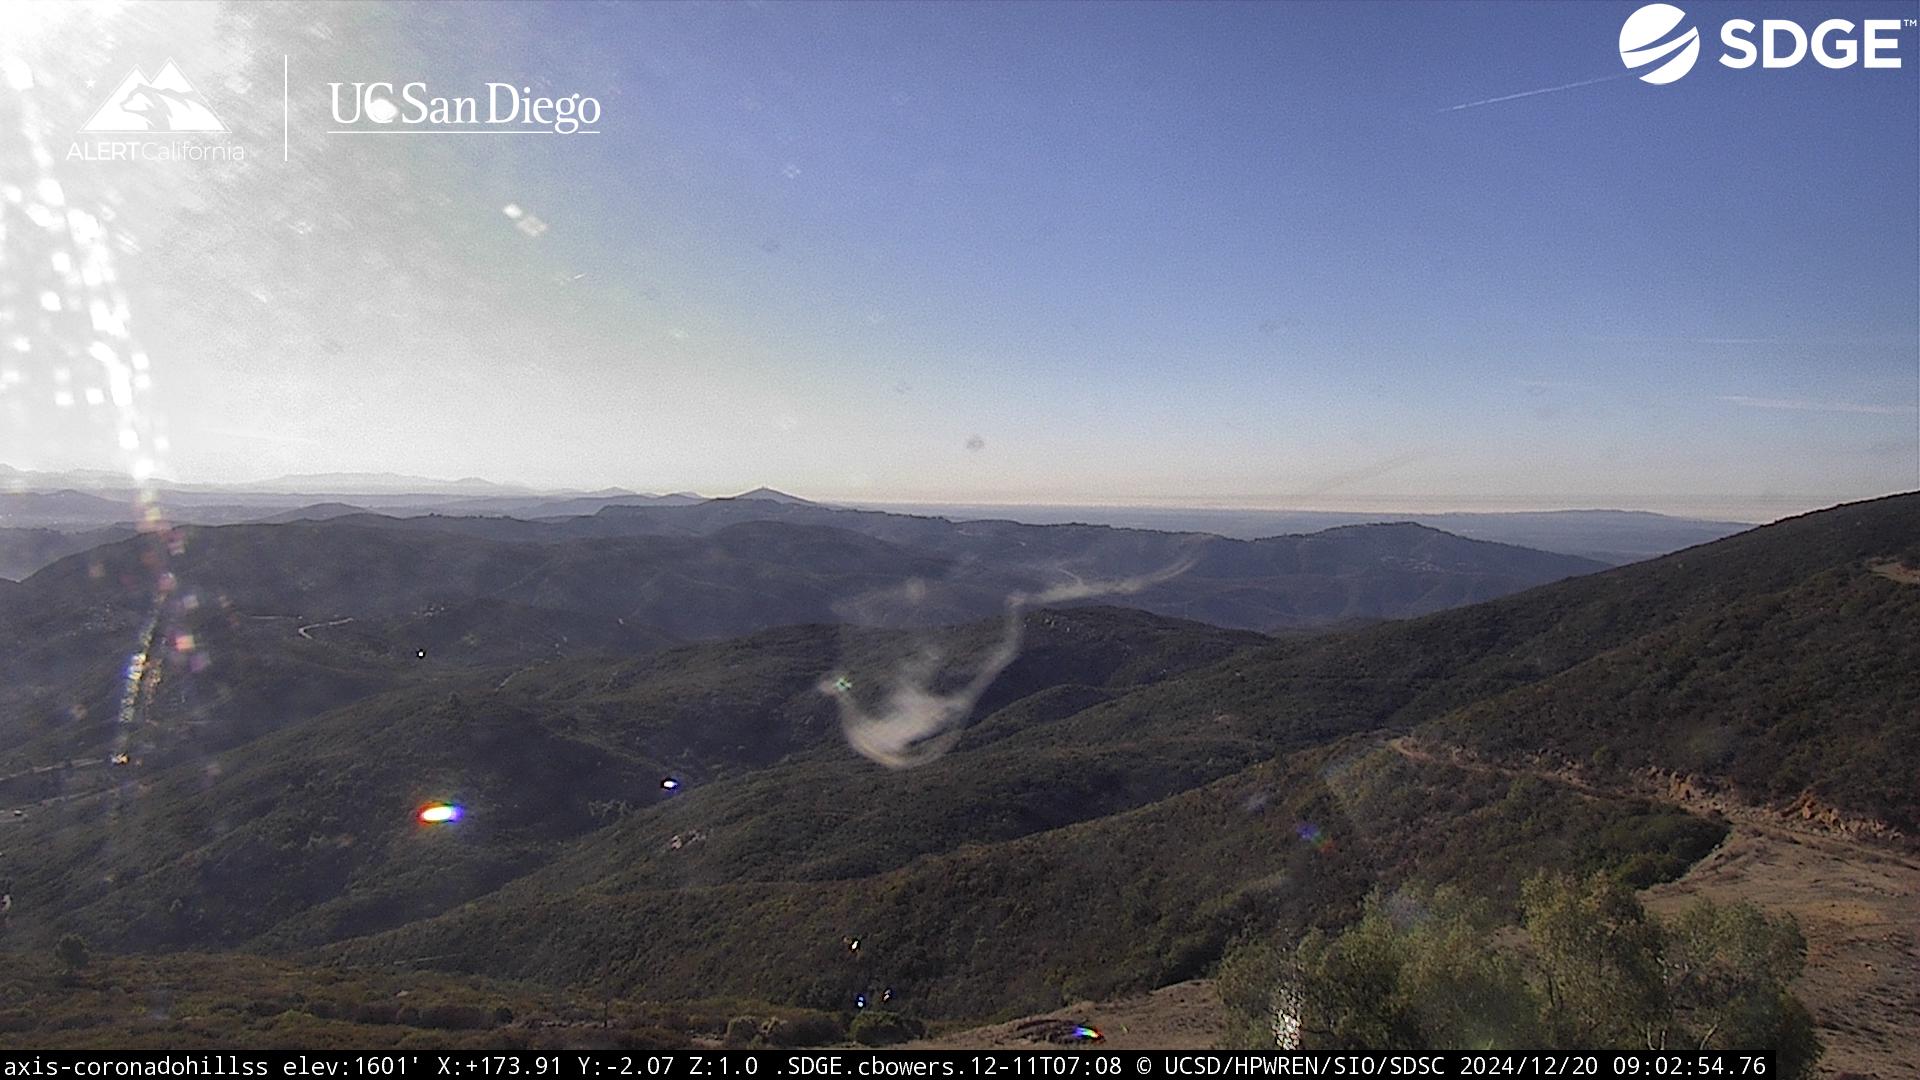 SDGE™
UC San Diego
ALERTCalifornia
axis-coronadohillss elev:1601' X:+173.91 Y:-2.07 Z:1.0 .SDGE.cbowers.12-11T07:08 © UCSD/HPWREN/SIO/SDSC 2024/12/20 09:02:54.76